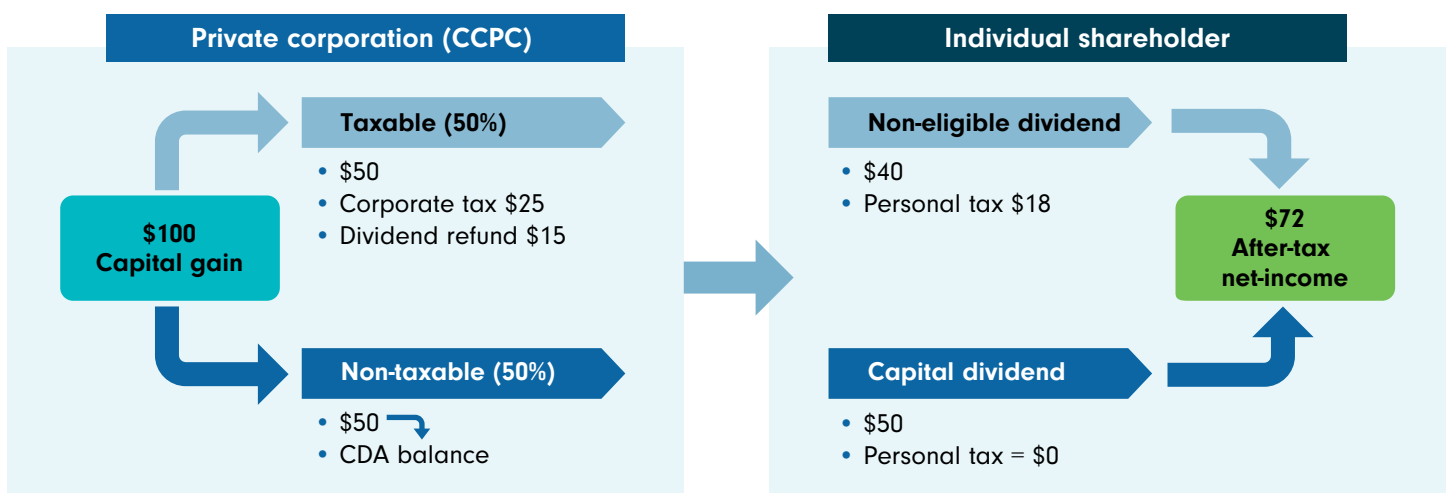 Private corporation (CCPC)
$100
Capital gain
Taxable (50%)
• $50
• Corporate tax $25
• Dividend refund $15
Non-taxable (50%)
• $50
• CDA balance
Individual shareholder
Non-eligible dividend
• $40
• Personal tax $18
Capital dividend
• $50
• Personal tax = $0
$72
After-tax
net-income